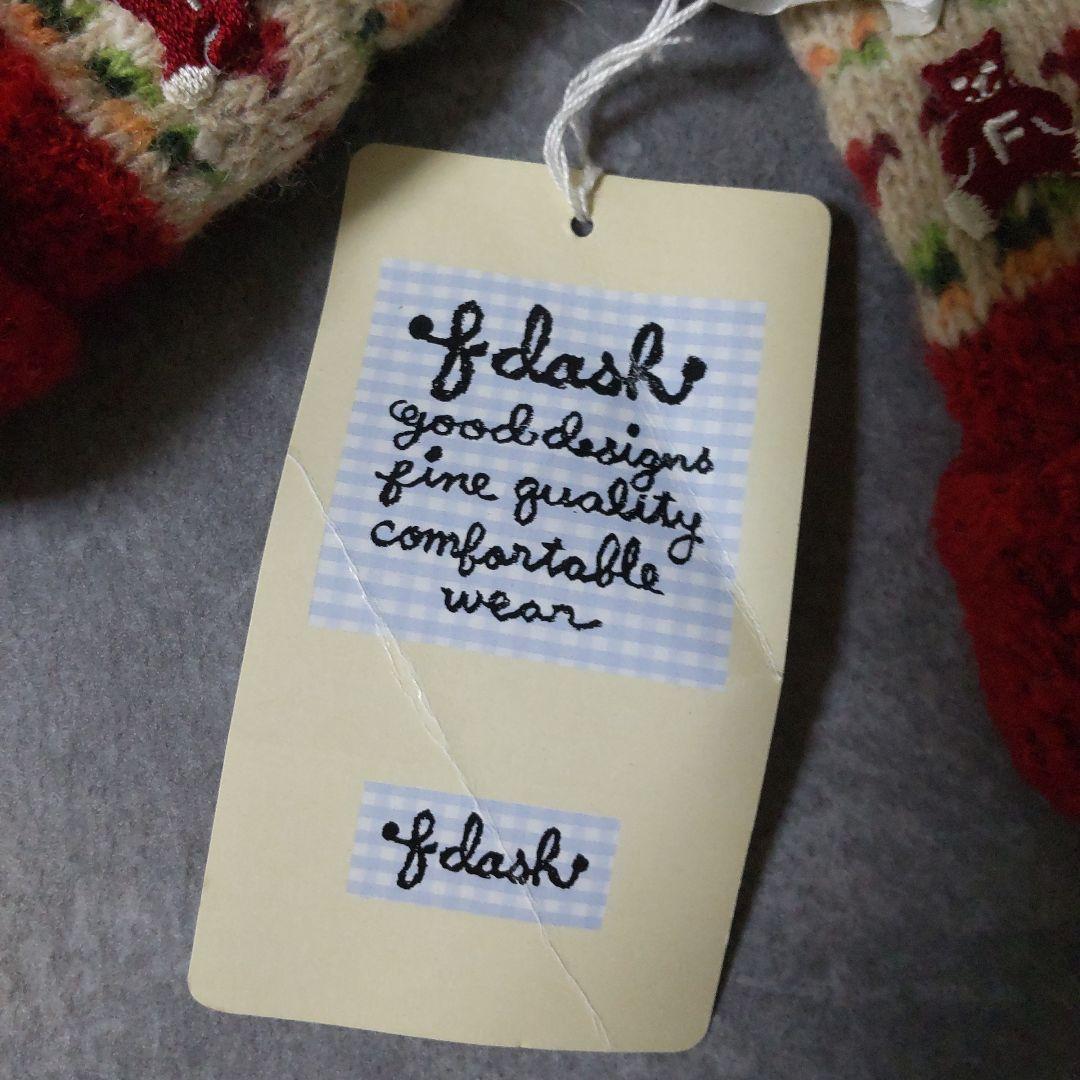 f dash
good designs
fine quality
comfortable
wear
f dash
F